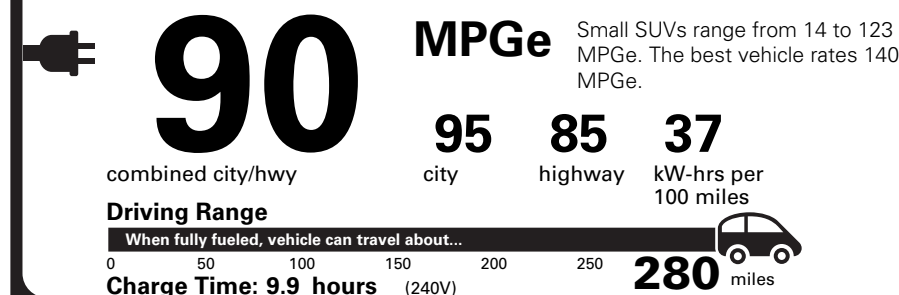 90
MPGe
Small SUVs range from 14 to 123
MPGe. The best vehicle rates 140
MPGe.
95
85
37
combined city/hwy
city
highway
kW-hrs per
100 miles
Driving Range
When fully fueled, vehicle can travel about...
0 50 100 150 200 250 280 miles
Charge Time: 9.9 hours (240V)